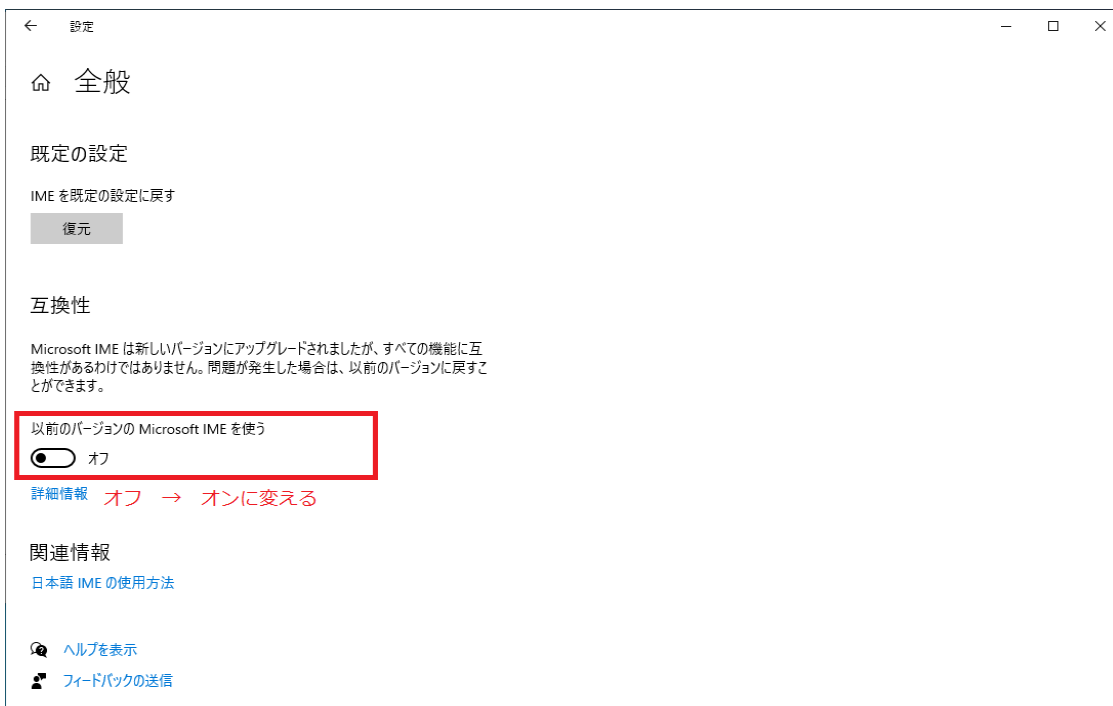 設定
全般
既定の設定
IME を既定の設定に戻す
復元
互換性
Microsoft IME は新しいバージョンにアップグレードされましたが、すべての機能に互
換性があるわけではありません。問題が発生した場合は、以前のバージョンに戻すこ
とができます。
以前のバージョンの Microsoft IME を使う
オフ
詳細情報
オフ → オンに変える
関連情報
日本語 IME の使用方法
ヘルプを表示
フィードバックの送信